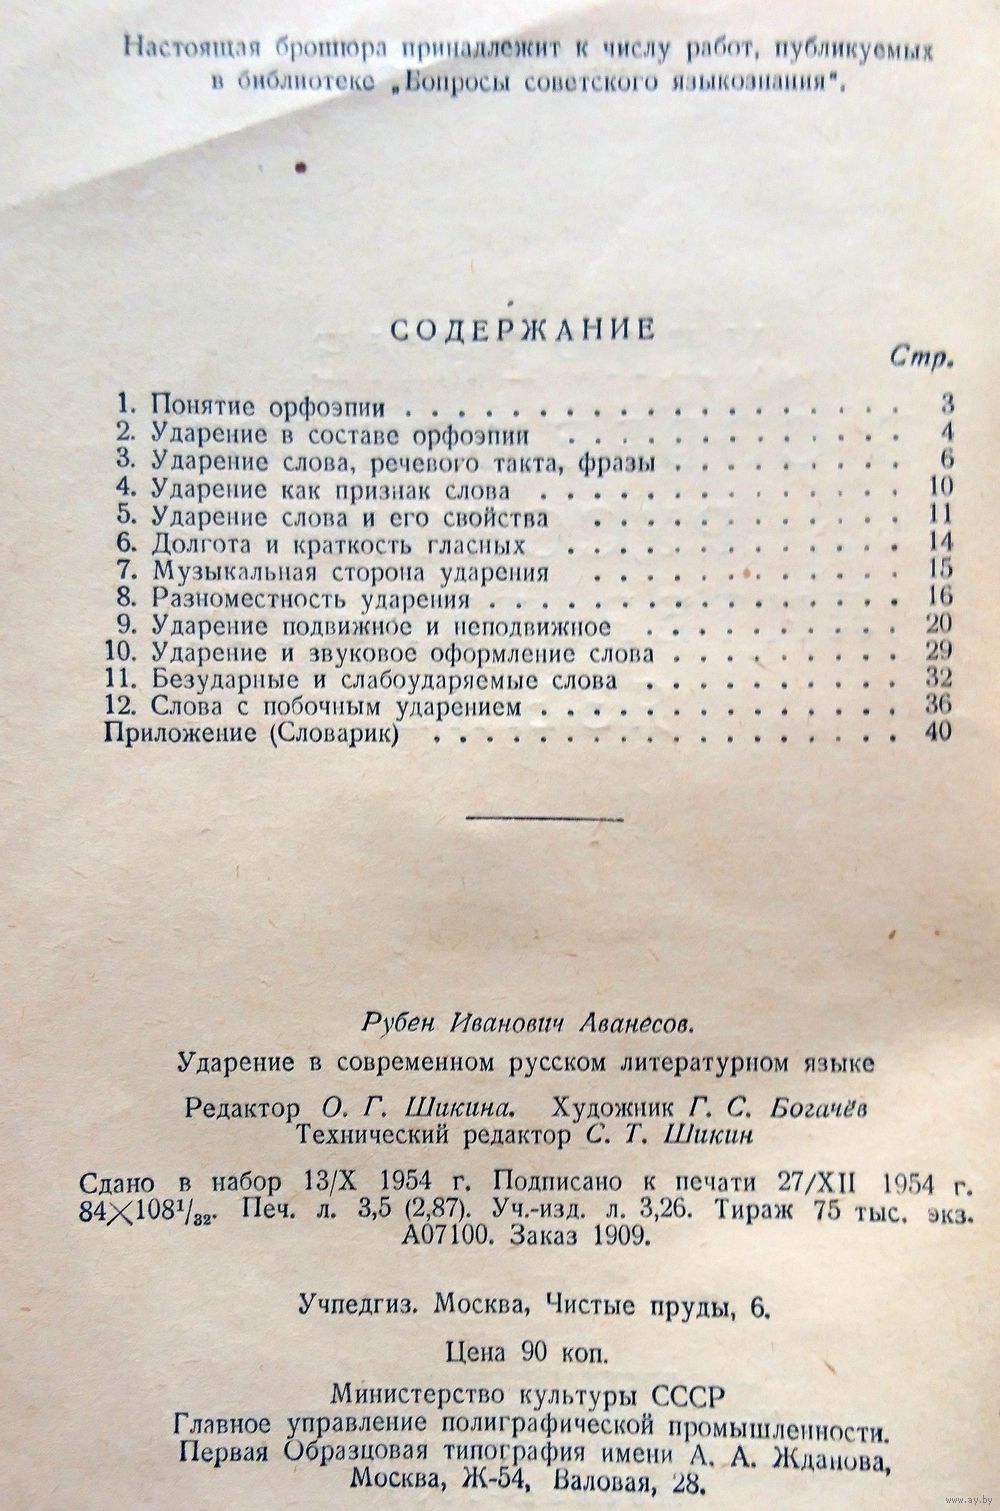 Настоящая брошюра принадлежит к числу работ, публикуемых
в библиотеке „Вопросы советского языкознания“.
СОДЕРЖАНИЕ
Стр.
1. Понятие орфоэпии . . . . . . . . . . . . . . . . . . . 3
2. Ударение в составе орфоэпии . . . . . . . . . . . . . 4
3. Ударение слова, речевого такта, фразы . . . . . . . . . 6
4. Ударение как признак слова . . . . . . . . . . . . . . 10
5. Ударение слова и его свойства . . . . . . . . . . . . 11
6. Долгота и краткость гласных . . . . . . . . . . . . . 14
7. Музыкальная сторона ударения . . . . . . . . . . . . 15
8. Разноместность ударения . . . . . . . . . . . . . . . . 16
9. Ударение подвижное и неподвижное . . . . . . . . . . 20
10. Ударение и звуковое оформление слова . . . . . . . . . 29
11. Безударные и слабоударяемые слова . . . . . . . . . . 32
12. Слова с побочным ударением . . . . . . . . . . . . . . 36
Приложение (Словарик) . . . . . . . . . . . . . . . . . . 40
Рубен Иванович Аванесов.
Ударение в современном русском литературном языке
Редактор О. Г. Шикина. Художник Г. С. Богачёв
Технический редактор С. Т. Шикин
Сдано в набор 13/X 1954 г. Подписано к печати 27/XII 1954 г.
84×108¹/₃₂. Печ. л. 3,5 (2,87). Уч.-изд. л. 3,26. Тираж 75 тыс. экз.
А07100. Заказ 1909.
Учпедгиз. Москва, Чистые пруды, 6.
Цена 90 коп.
Министерство культуры СССР
Главное управление полиграфической промышленности.
Первая Образцовая типография имени А. А. Жданова,
Москва, Ж-54, Валовая, 28.
www.ay.by